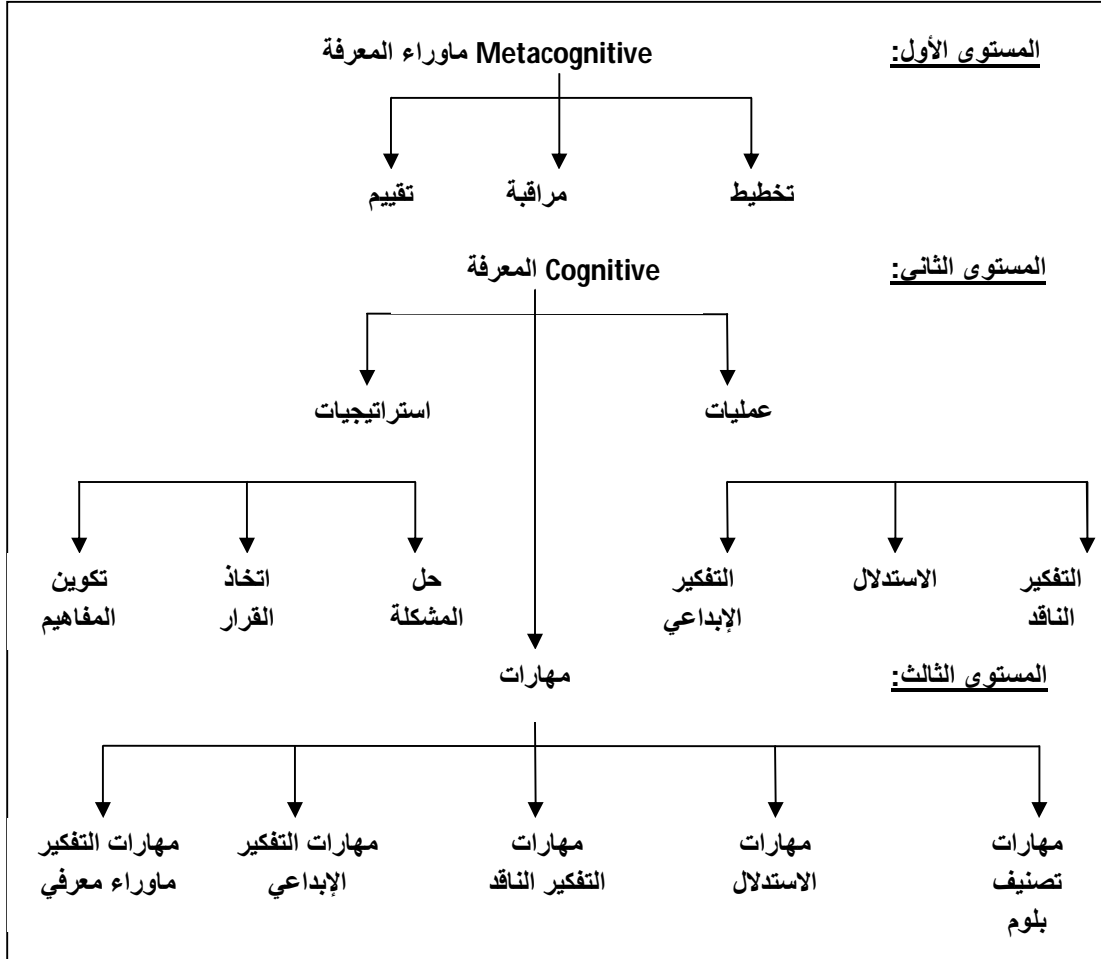 المستوى الأول:
ماوراء المعرفة Metacognitive
تخطيط
مراقبة
تقييم
المستوى الثاني:
المعرفة Cognitive
عمليات
استراتيجيات
التفكير
الناقد
الاستدلال
التفكير
الإبداعي
حل
المشكلة
اتخاذ
القرار
تكوين
المفاهيم
المستوى الثالث:
مهارات
مهارات
تصنيف
بلوم
مهارات
الاستدلال
مهارات
التفكير الناقد
مهارات التفكير
الإبداعي
مهارات التفكير
ماوراء معرفي